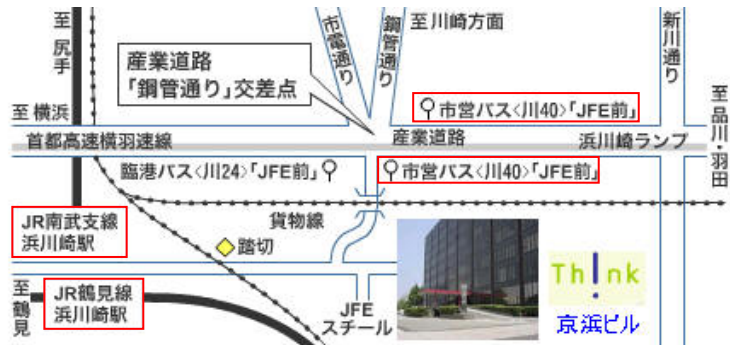 至
尻
手
市電通り
鋼管通り
至川崎方面
新川通り
産業道路
「鋼管通り」交差点
至横浜
市営バス<川40>「JFE前」
至
品
川
・
羽
田
首都高速横羽速線
産業道路
浜川崎ランプ
臨港バス<川24>「JFE前」
市営バス<川40>「JFE前」
JR南武支線
浜川崎駅
貨物線
踏切
至
鶴
見
JR鶴見線
浜川崎駅
JFE
スチール
Th!nk
京浜ビル